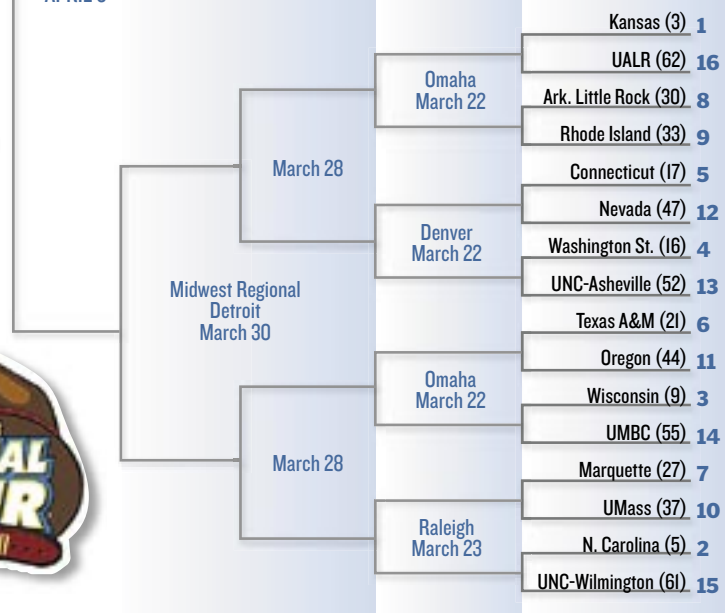 Kansas (3) 1
UALR (62) 16
Omaha
March 22
Ark. Little Rock (30) 8
Rhode Island (33) 9
March 28
Connecticut (17) 5
Nevada (47) 12
Denver
March 22
Washington St. (16) 4
UNC-Asheville (52) 13
Midwest Regional
Detroit
March 30
Texas A&M (21) 6
Oregon (44) 11
Omaha
March 22
Wisconsin (9) 3
UMBC (55) 14
March 28
Marquette (27) 7
UMass (37) 10
Raleigh
March 23
N. Carolina (5) 2
UNC-Wilmington (61) 15